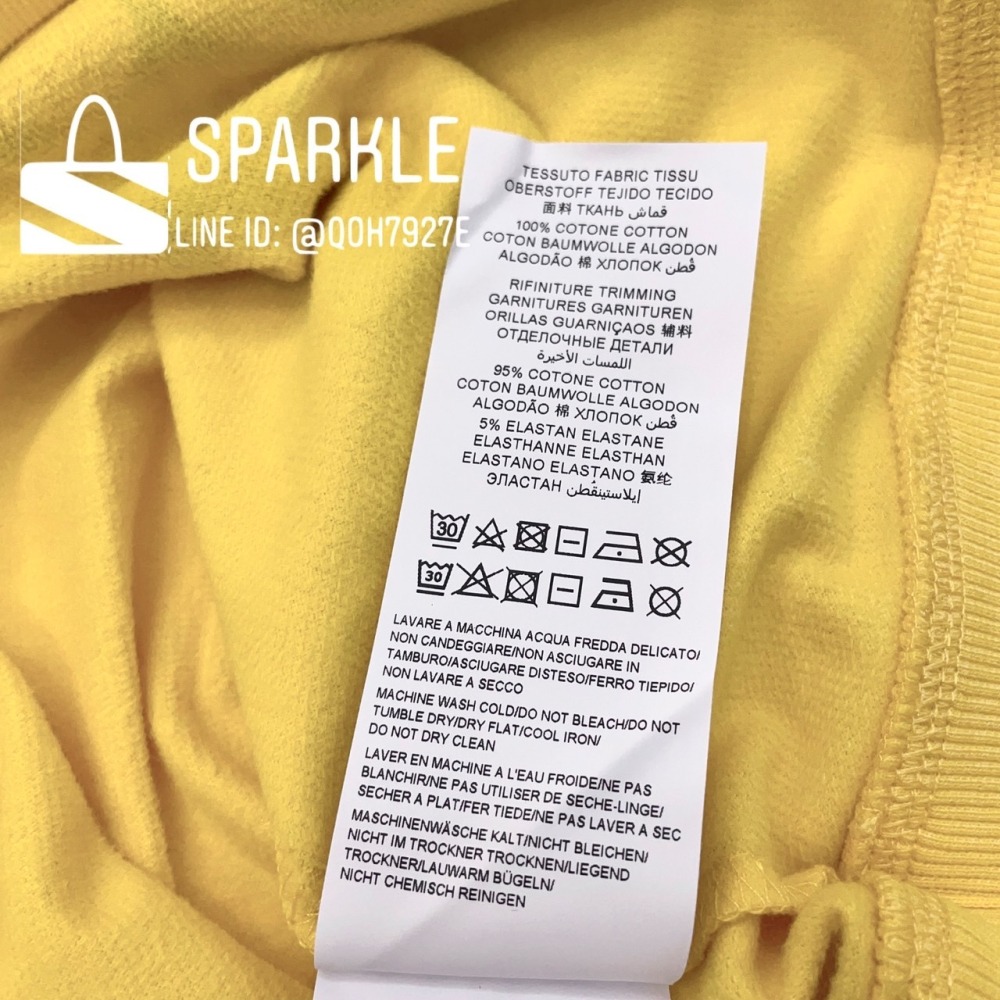 SPARKLE
LINE ID: @QOH7927E
TESSUTO FABRIC TISSU
OBERSTOFF TEJIDO TECIDO
面料 ТКАНЬ قماش
100% COTONE COTTON
COTON BAUMWOLLE ALGODON
ALGODÃO 棉 ХЛОПОК قُطن
RIFINITURE TRIMMING
GARNITURES GARNITUREN
ORILLAS GUARNIÇAOS 辅料
ОТДЕЛОЧНЫЕ ДЕТАЛИ
اللمسات الأخيرة
95% COTONE COTTON
COTON BAUMWOLLE ALGODON
ALGODÃO 棉 ХЛОПОК قُطن
5% ELASTAN ELASTANE
ELASTHANNE ELASTHAN
ELASTANO ELASTANO 氨纶
ЭЛАСТАН إيلاستينقُطن
30
30
LAVARE A MACCHINA ACQUA FREDDA DELICATO/
NON CANDEGGIARE/NON ASCIUGARE IN
TAMBURO/ASCIUGARE DISTESO/FERRO TIEPIDO/
NON LAVARE A SECCO
MACHINE WASH COLD/DO NOT BLEACH/DO NOT
TUMBLE DRY/DRY FLAT/COOL IRON/
DO NOT DRY CLEAN
LAVER EN MACHINE A L'EAU FROIDE/NE PAS
BLANCHIR/NE PAS UTILISER DE SECHE-LINGE/
SECHER A PLAT/FER TIEDE/NE PAS LAVER A SEC
MASCHINENWÄSCHE KALT/NICHT BLEICHEN/
NICHT IM TROCKNER TROCKNEN/LIEGEND
TROCKNER/LAUWARM BÜGELN/
NICHT CHEMISCH REINIGEN